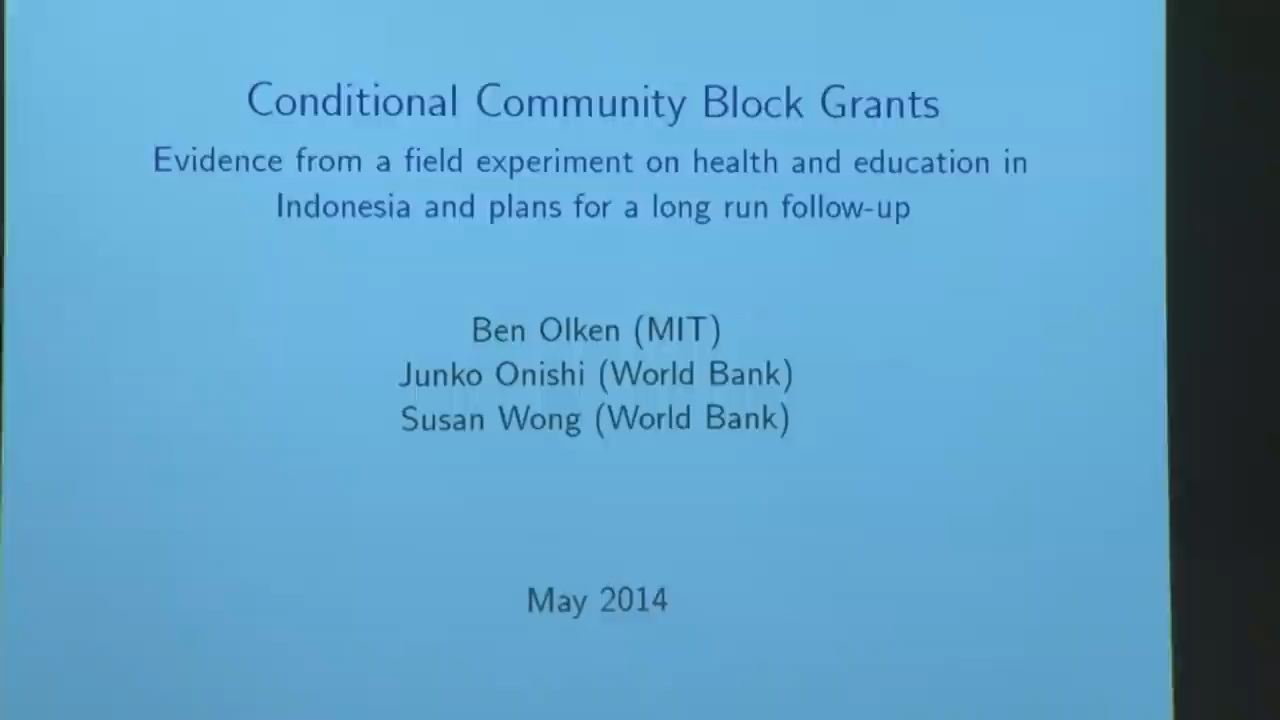 Conditional Community Block Grants
Evidence from a field experiment on health and education in
Indonesia and plans for a long run follow-up
Ben Olken (MIT)
Junko Onishi (World Bank)
Susan Wong (World Bank)
May 2014